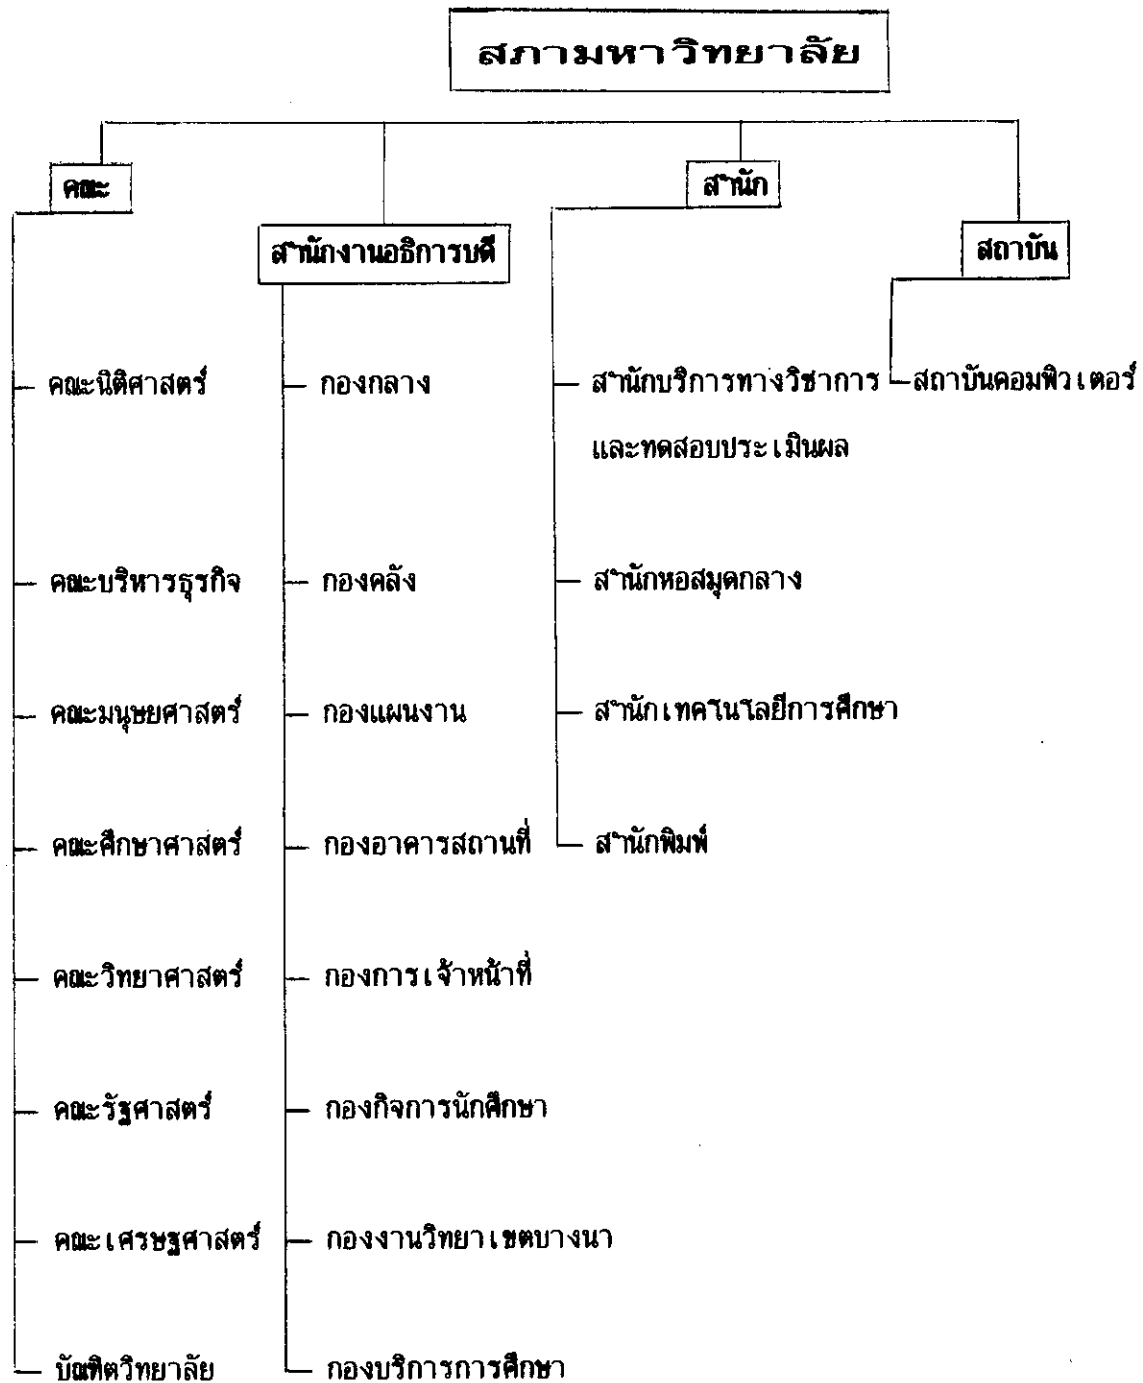 สภามหาวิทยาลัย
คณะ
สำนักงานอธิการบดี
สำนัก
สถาบัน
คณะนิติศาสตร์
กองกลาง
สำนักบริการทางวิชาการ
และทดสอบประเมินผล
สถาบันคอมพิวเตอร์
คณะบริหารธุรกิจ
กองคลัง
สำนักหอสมุดกลาง
คณะมนุษยศาสตร์
กองแผนงาน
สำนักเทคโนโลยีการศึกษา
คณะศึกษาศาสตร์
กองอาคารสถานที่
สำนักพิมพ์
คณะวิทยาศาสตร์
กองการเจ้าหน้าที่
คณะรัฐศาสตร์
กองกิจการนักศึกษา
คณะเศรษฐศาสตร์
กองงานวิทยาเขตบางนา
บัณฑิตวิทยาลัย
กองบริการการศึกษา